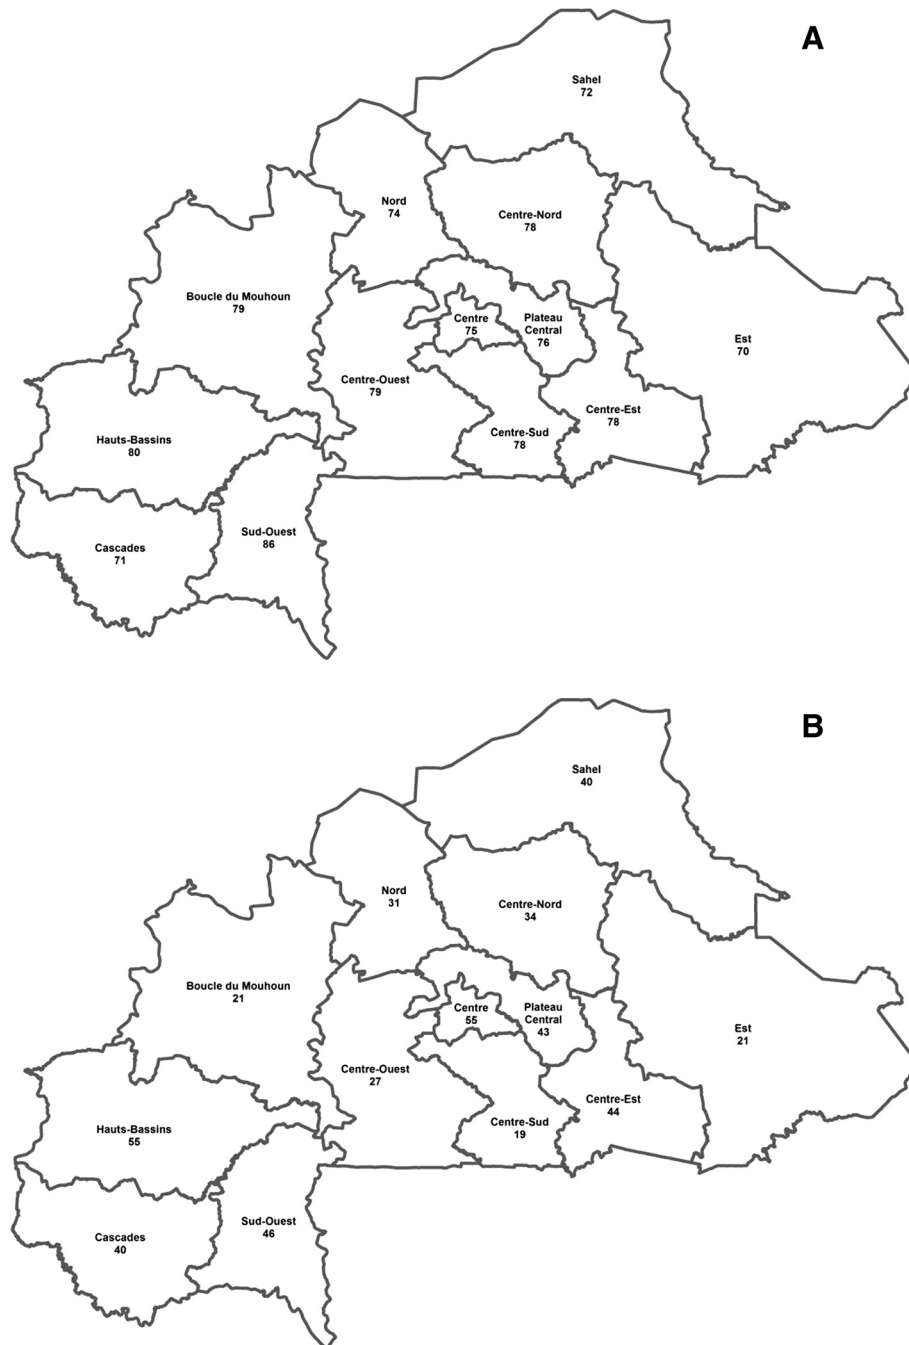 A
Sahel
72
Nord
74
Centre-Nord
78
Boucle du Mouhoun
79
Centre
75
Plateau
Central
76
Est
70
Centre-Ouest
79
Centre-Est
78
Centre-Sud
78
Hauts-Bassins
80
Sud-Ouest
86
Cascades
71
B
Sahel
40
Nord
31
Centre-Nord
34
Boucle du Mouhoun
21
Centre
55
Plateau
Central
43
Est
21
Centre-Ouest
27
Centre-Est
44
Centre-Sud
19
Hauts-Bassins
55
Sud-Ouest
46
Cascades
40